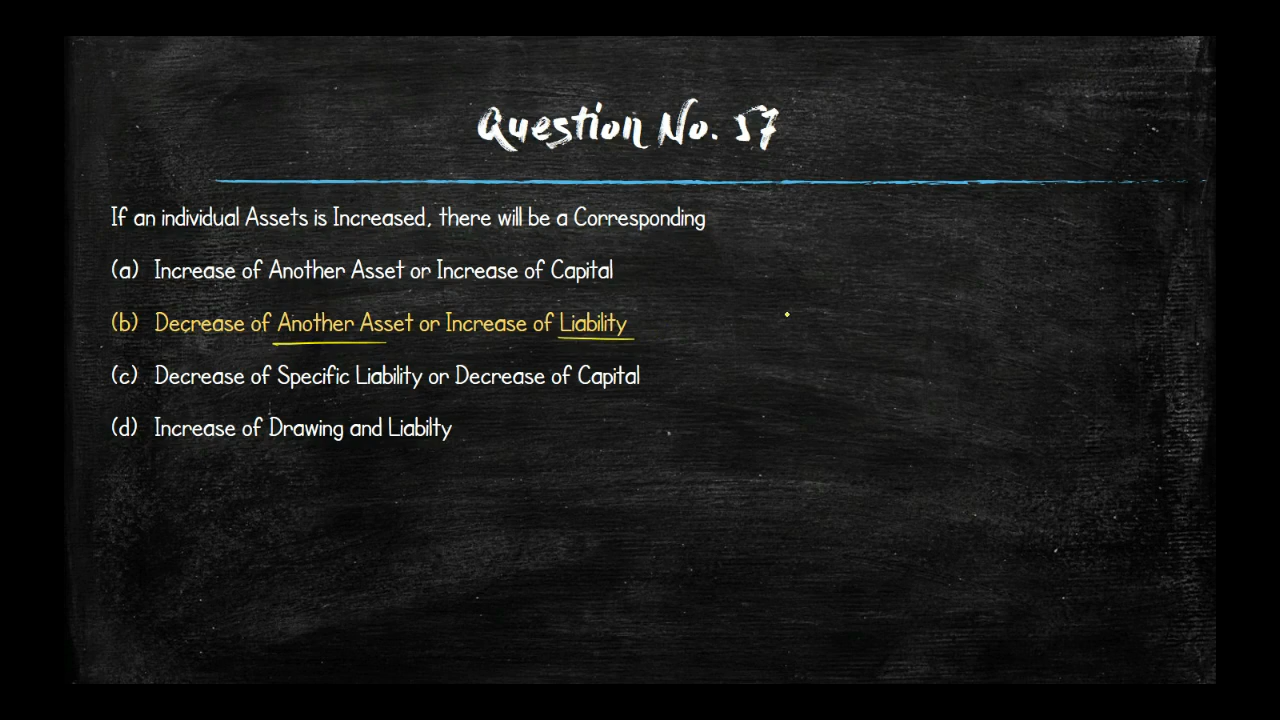 Question No. 57
If an individual Assets is Increased, there will be a Corresponding
(a) Increase of Another Asset or Increase of Capital
(b) Decrease of Another Asset or Increase of Liability
(c) Decrease of Specific Liability or Decrease of Capital
(d) Increase of Drawing and Liabilty